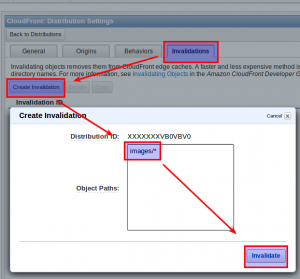 CloudFront: Distribution Settings
Back to Distributions
General
Origins
Behaviors
Invalidations
Invalidating objects removes them from CloudFront edge caches. A faster and less expensive method is
directory names. For more information, see Invalidating Objects in the Amazon CloudFront Developer G
Create Invalidation
Invalidation ID
Create Invalidation
Cancel
Distribution ID: XXXXXXXVB0VBV0
images/*
Object Paths:
Invalidate